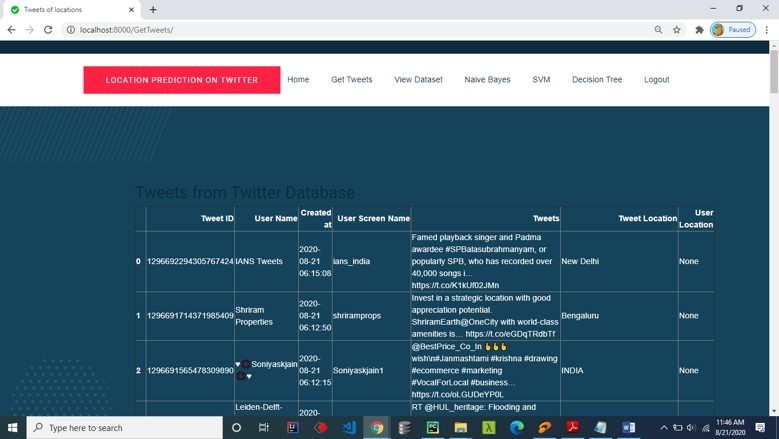 Tweets of locations
localhost:8000/GetTweets/
Paused
LOCATION PREDICTION ON TWITTER Home Get Tweets View Dataset Naive Bayes SVM Decision Tree Logout
Tweets from Twitter Database
Tweet ID User Name Created at User Screen Name Tweets Tweet Location User Location
0 1296692294305767424 IANS Tweets 2020-08-21 06:15:08 ians_india
Famed playback singer and Padma
awardee #SPBalasubrahmanyam, or
popularly SPB, who has recorded over
40,000 songs i...
https://t.co/K1kUf02JMn
New Delhi None
1 1296691714371985409 Shriram Properties 2020-08-21 06:12:50 shriramprops
Invest in a strategic location with good
appreciation potential.
ShriramEarth@OneCity with world-class
amenities is... https://t.co/eGDqTRdbTf
Bengaluru None
2 1296691565478309890 ♥Soniyaskjain♥ 2020-08-21 06:12:15 Soniyaskjain1
@BestPrice_Co_In 👆👆👆
wish\n#Janmashtami #krishna #drawing
#ecommerce #marketing
#VocalForLocal #business...
https://t.co/oLGUDeYP0L
INDIA None
Leiden-Delft- 2020-
RT @HUL_heritage: Flooding and
Type here to search
11:46 AM
8/21/2020